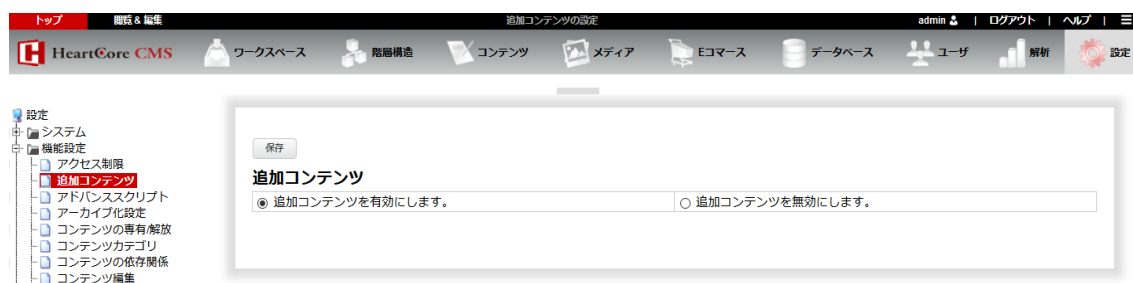 トップ 閲覧 & 編集 追加コンテンツの設定 admin | ログアウト | ヘルプ |
HeartCore CMS ワークスペース 階層構造 コンテンツ メディア Eコマース データベース ユーザ 解析 設定
設定
システム
機能設定
アクセス制限
追加コンテンツ
アドバンススクリプト
アーカイブ化設定
コンテンツの専有/解放
コンテンツカテゴリ
コンテンツの依存関係
コンテンツ編集
保存
追加コンテンツ
追加コンテンツを有効にします。 追加コンテンツを無効にします。